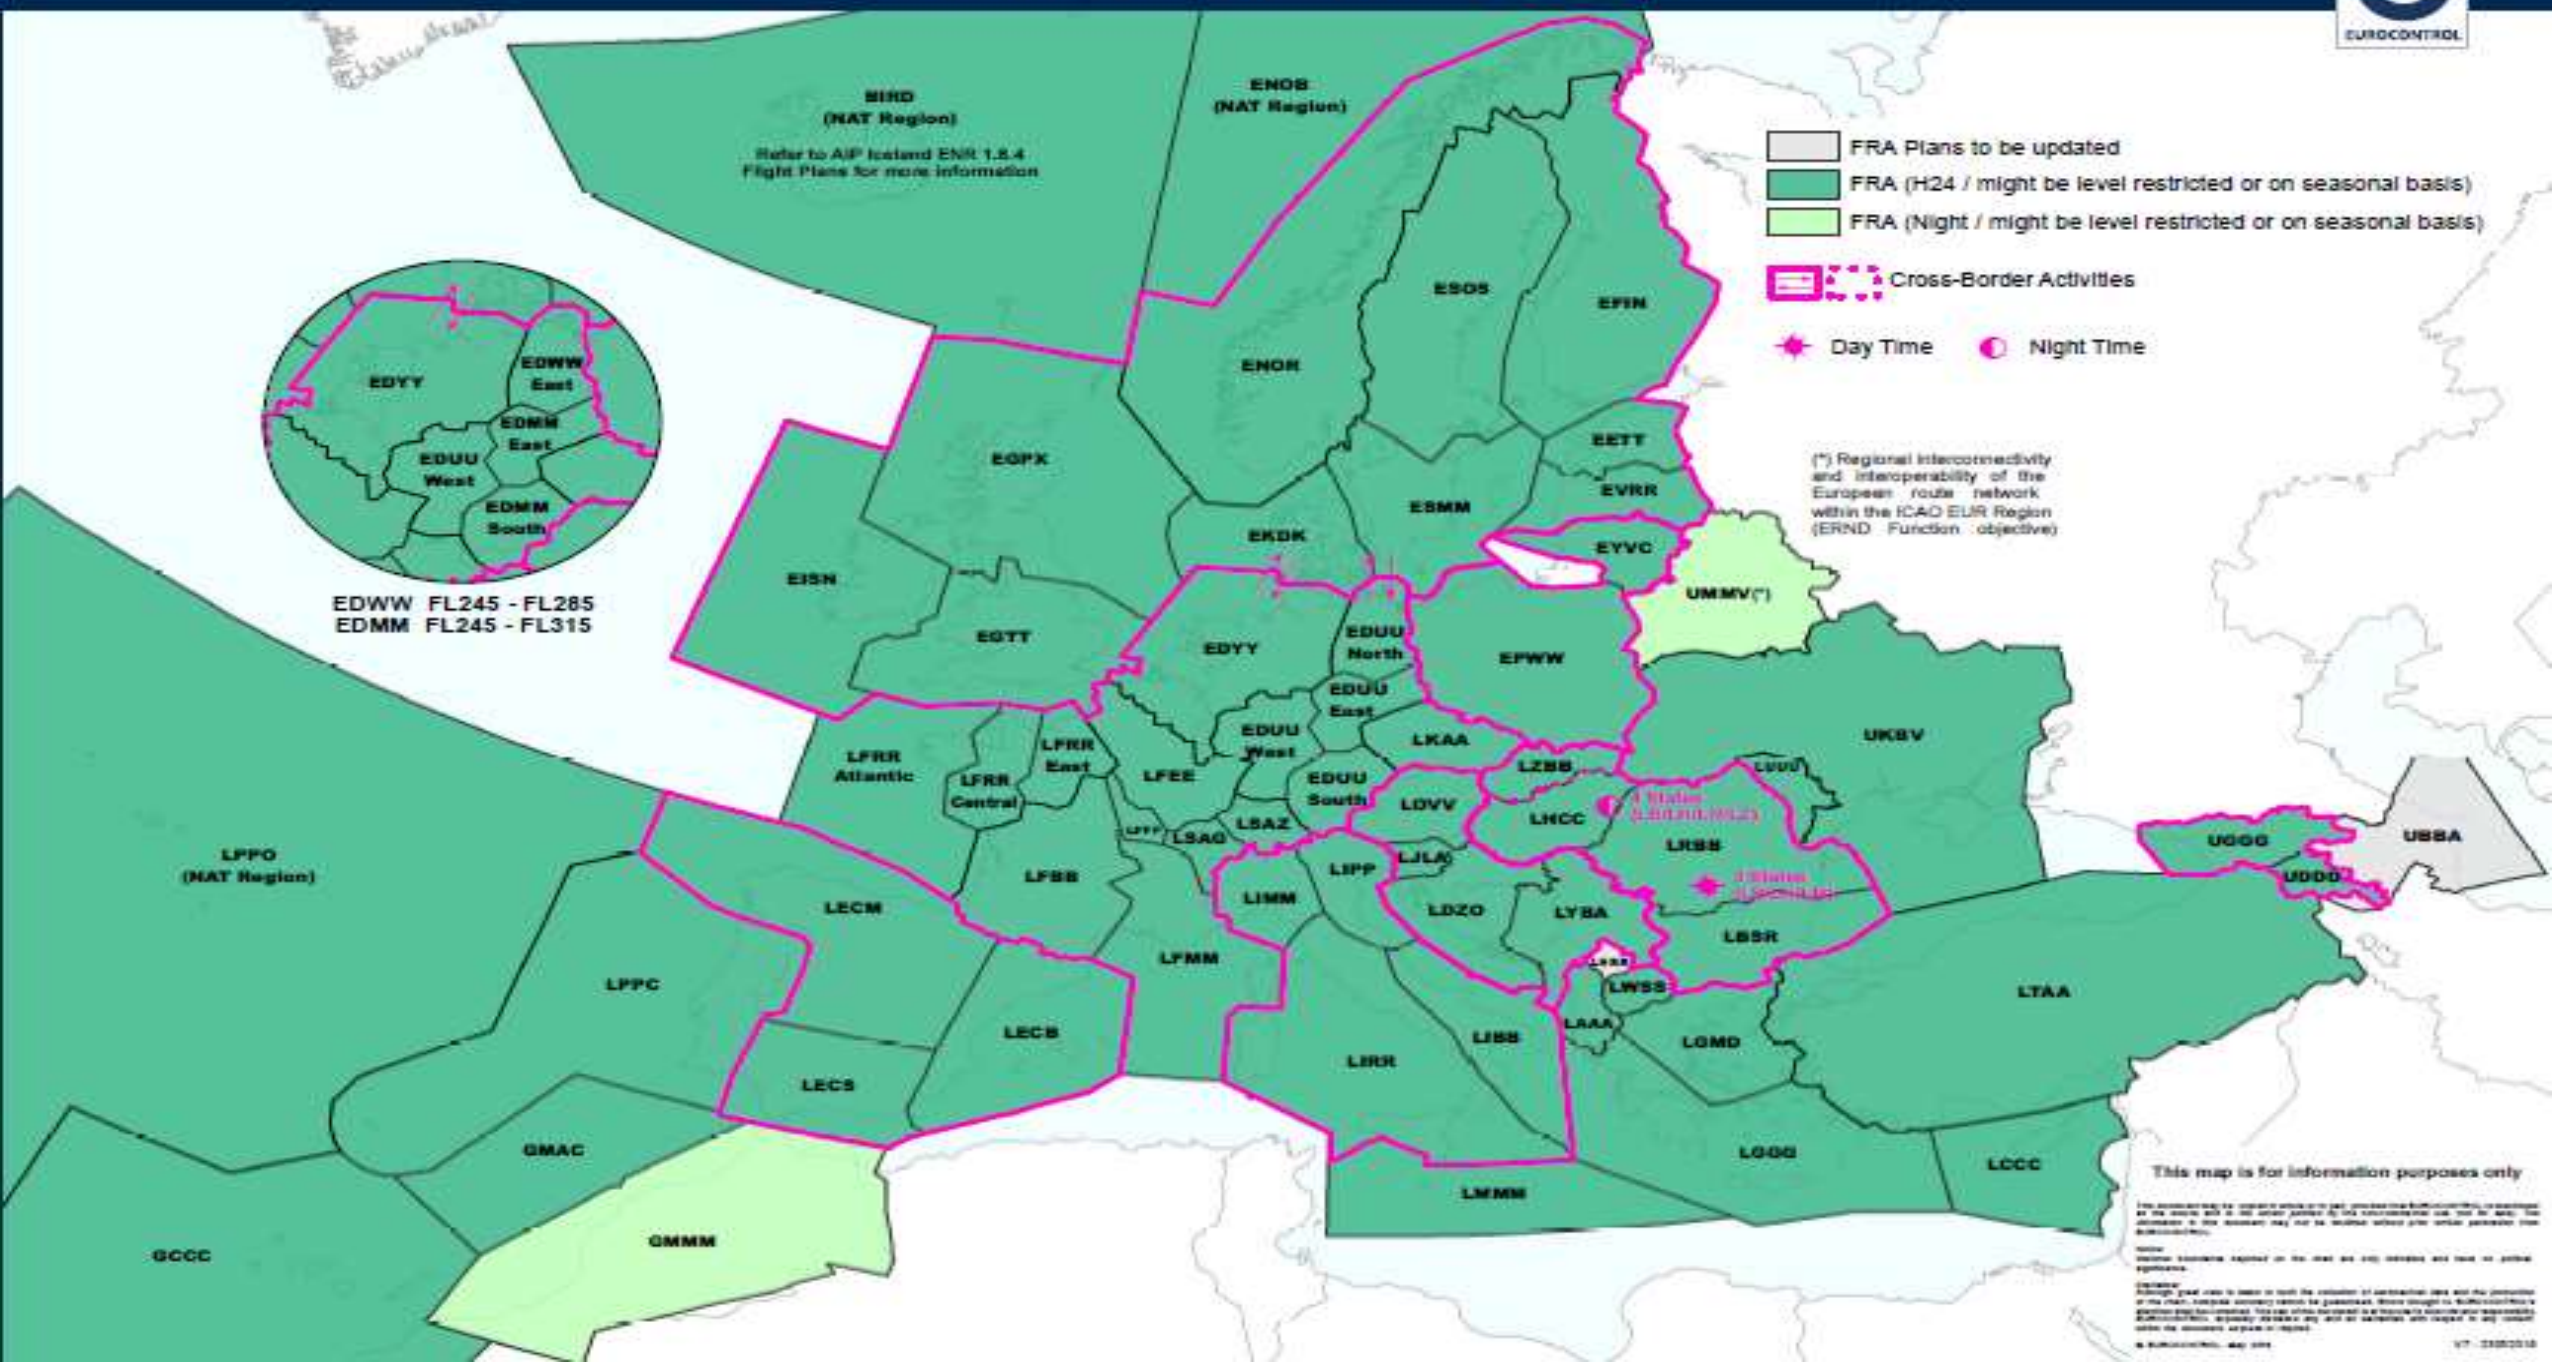 EUROCONTROL
BIRD
(NAT Region)
Refer to AIP Iceland ENR 1.8.4
Flight Plans for more information
ENOB
(NAT Region)
FRA Plans to be updated
FRA (H24 / might be level restricted or on seasonal basis)
FRA (Night / might be level restricted or on seasonal basis)
Cross-Border Activities
Day Time
Night Time
(*) Regional interconnectivity
and interoperability of the
European route network
within the ICAO EUR Region
(ERND Function objective)
EDYY
EDWW
East
EDMM
East
EDUU
West
EDMM
South
EDWW FL245 - FL285
EDMM FL245 - FL315
ESOS
EFIN
ENOR
EGPX
EETT
EVRR
ESMM
EKDK
EYVC
EISN
UMMV(*)
EGTT
EDYY
EDUU
North
EPWW
EDUU
East
EDUU
West
LKAA
UKBV
LFRR
Atlantic
LFRR
East
LFRR
Central
LFEE
EDUU
South
LZBB
LUUU
LOVV
LHCC
4 States
LSAG
LSAZ
LRBB
UGGG
UBBA
UDDD
LPPO
(NAT Region)
LFBB
LIPP
LJLA
LIMM
3 States
LECM
LDZO
LYBA
LBSR
LFMM
LPPC
LWSS
LTAA
LECB
LAAA
LIBB
LGMD
LIRR
LECS
GMAC
LGGG
LCCC
LMMM
GMMM
GCCC
This map is for information purposes only